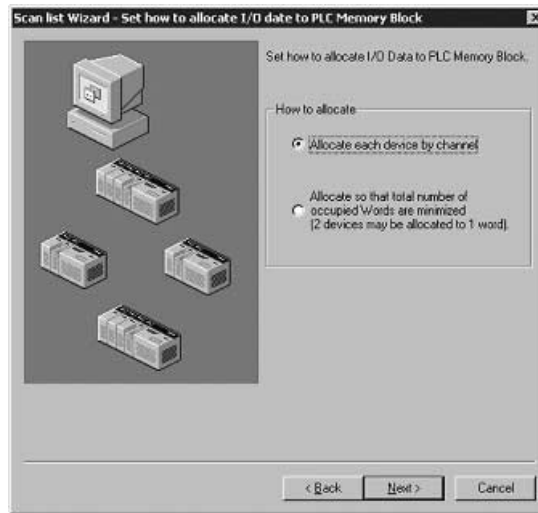 Scan list Wizard - Set how to allocate I/O date to PLC Memory Block
Set how to allocate I/O Data to PLC Memory Block.
How to allocate
Allocate each device by channel
Allocate so that total number of
occupied Words are minimized
(2 devices may be allocated to 1 word).
< Back
Next >
Cancel